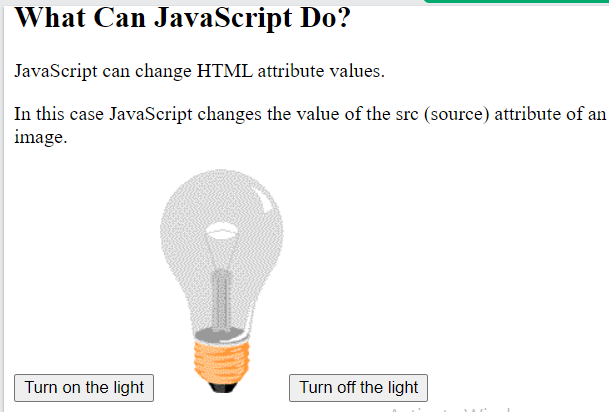 What Can JavaScript Do?
JavaScript can change HTML attribute values.
In this case JavaScript changes the value of the src (source) attribute of an
image.
Turn on the light Turn off the light